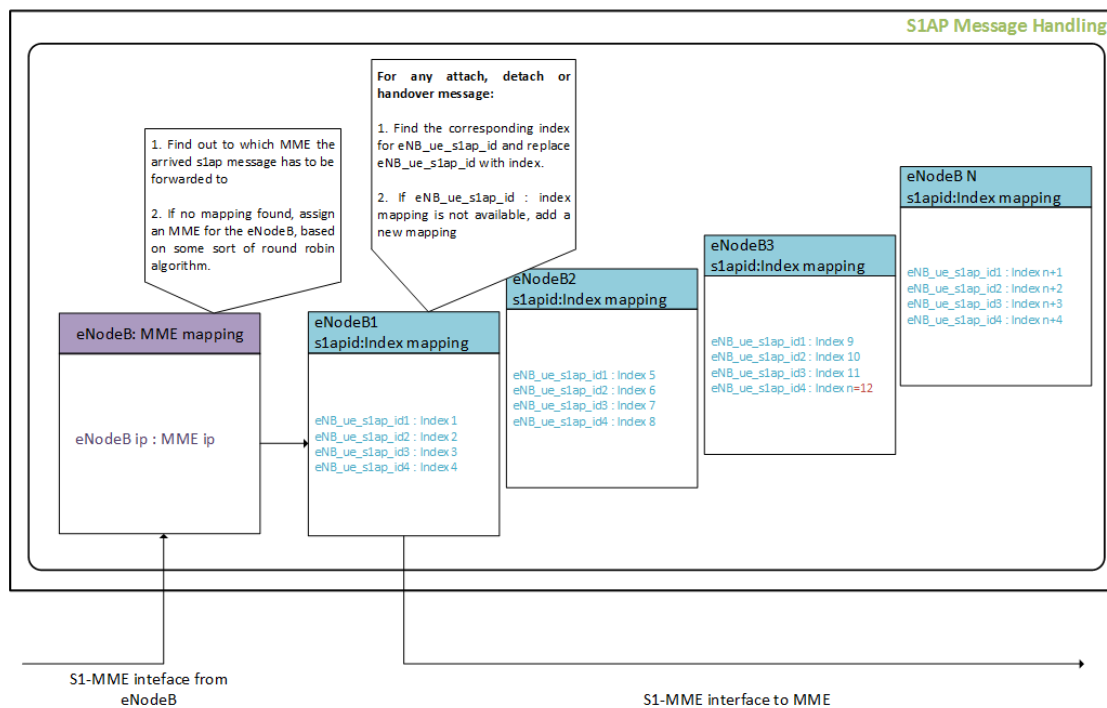 S1AP Message Handling
For any attach, detach or
handover message:
1. Find the corresponding index
for eNB_ue_s1ap_id and replace
eNB_ue_s1ap_id with index.
2. If eNB_ue_s1ap_id : index
mapping is not available, add a
new mapping
1. Find out to which MME the
arrived s1ap message has to be
forwarded to
2. If no mapping found, assign
an MME for the eNodeB, based
on some sort of round robin
algorithm.
eNodeB: MME mapping
eNodeB ip : MME ip
eNodeB1
s1apid:Index mapping
eNB_ue_s1ap_id1 : Index 1
eNB_ue_s1ap_id2 : Index 2
eNB_ue_s1ap_id3 : Index 3
eNB_ue_s1ap_id4 : Index 4
eNodeB2
s1apid:Index mapping
eNB_ue_s1ap_id1 : Index 5
eNB_ue_s1ap_id2 : Index 6
eNB_ue_s1ap_id3 : Index 7
eNB_ue_s1ap_id4 : Index 8
eNodeB3
s1apid:Index mapping
eNB_ue_s1ap_id1 : Index 9
eNB_ue_s1ap_id2 : Index 10
eNB_ue_s1ap_id3 : Index 11
eNB_ue_s1ap_id4 : Index n=12
eNodeB N
s1apid:Index mapping
eNB_ue_s1ap_id1 : Index n+1
eNB_ue_s1ap_id2 : Index n+2
eNB_ue_s1ap_id3 : Index n+3
eNB_ue_s1ap_id4 : Index n+4
S1-MME inteface from
eNodeB
S1-MME interface to MME